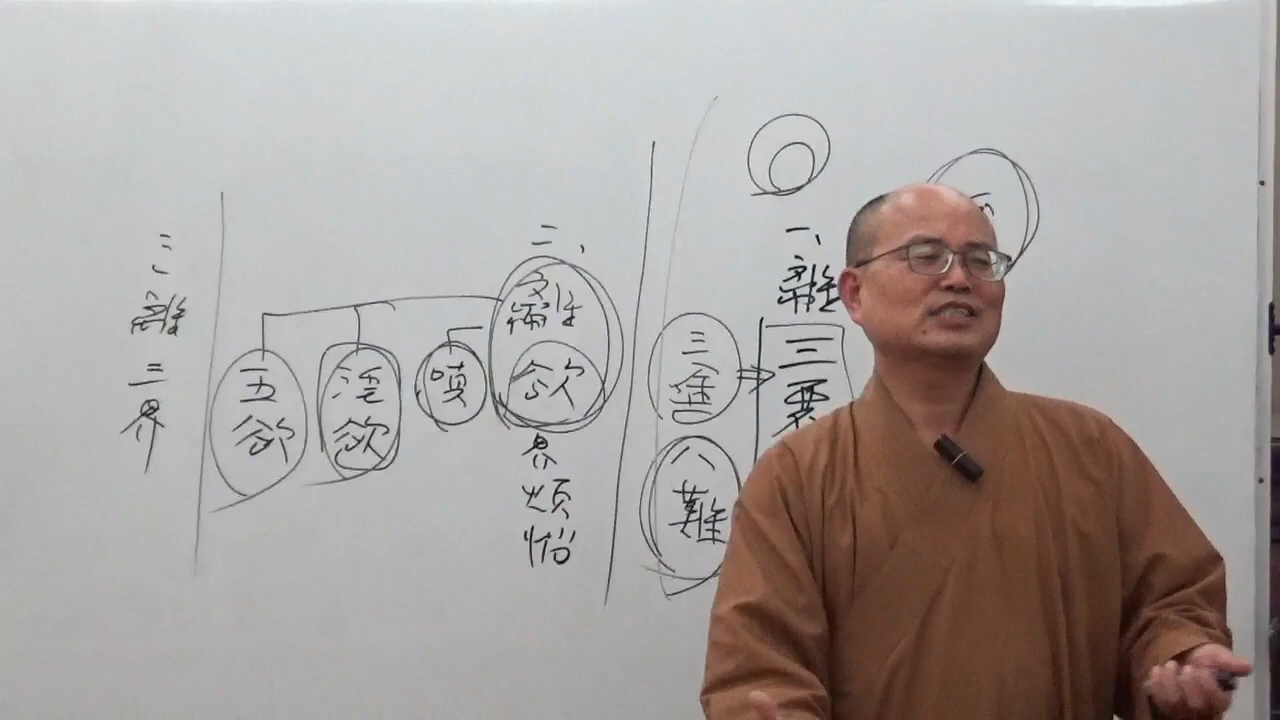 一、離三惡
三途
八難
二、離欲界煩惱
瞋
淫欲
五欲
三、離三界